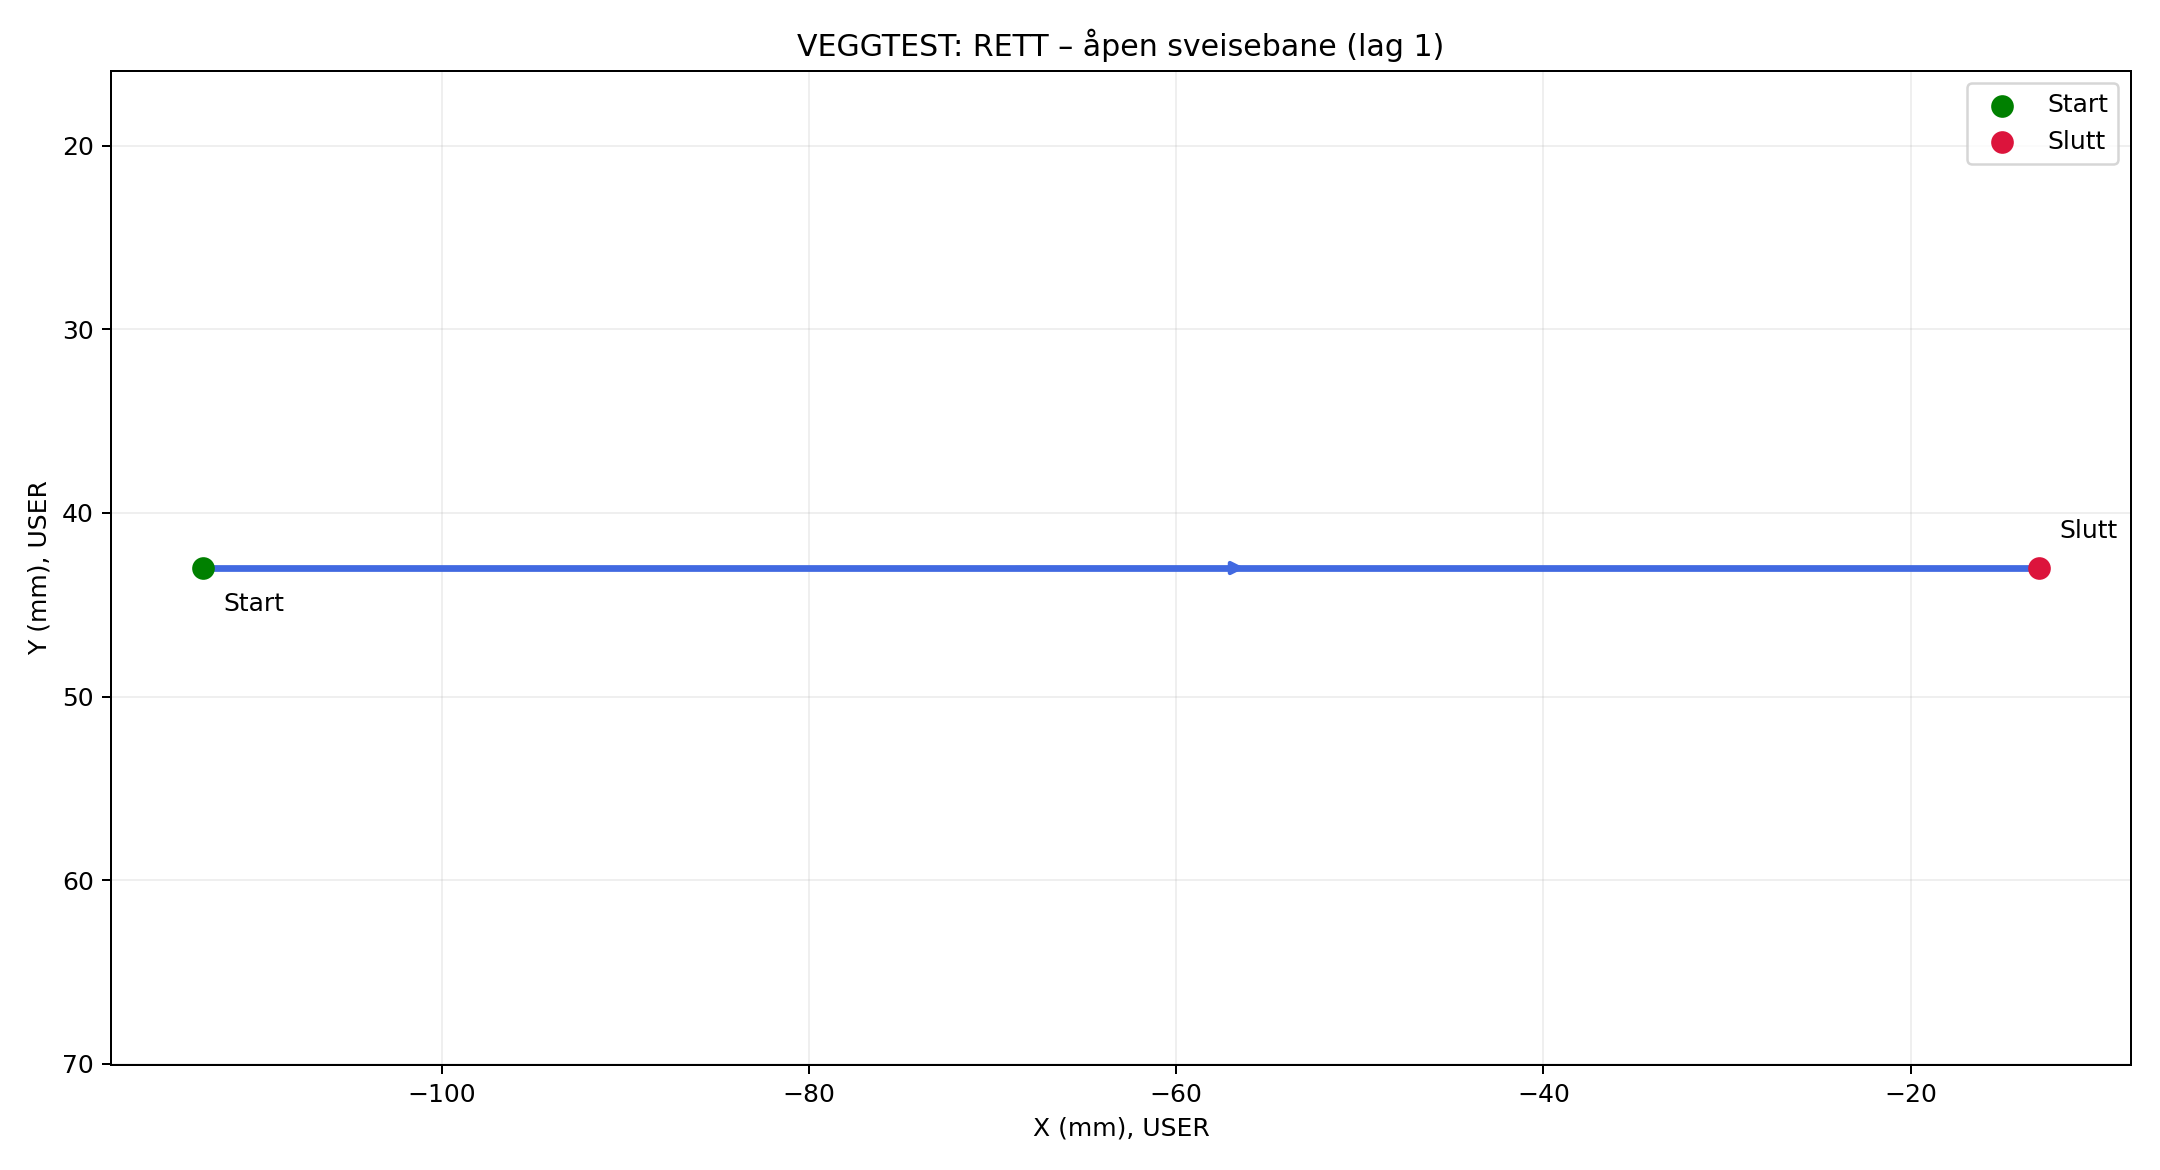 VEGGTEST: RETT – åpen sveisebane (lag 1)
Start
Slutt
20
30
40
50
60
70
Y (mm), USER
Slutt
Start
−100
−80
−60
−40
−20
X (mm), USER